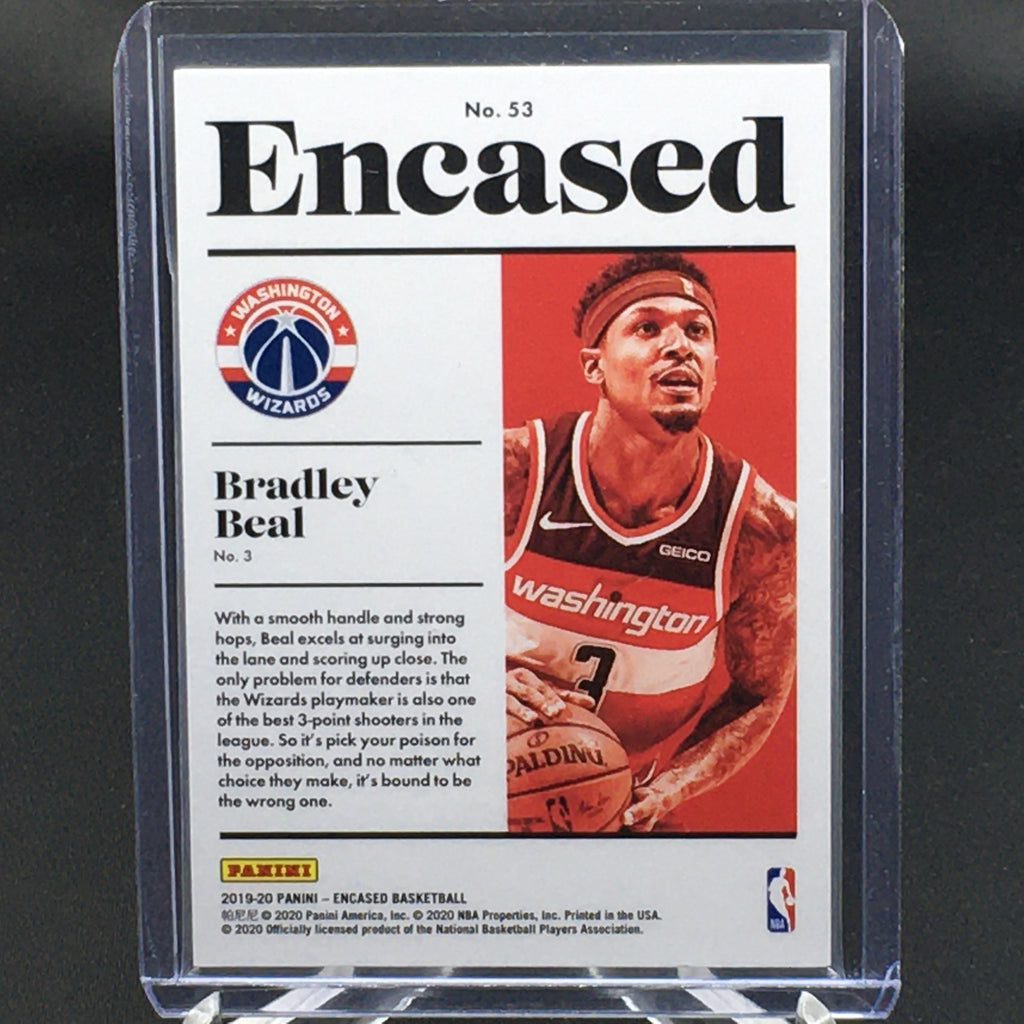 No. 53
Encased
WASHINGTON
WIZARDS
Bradley
Beal
No. 3
With a smooth handle and strong
hops, Beal excels at surging into
the lane and scoring up close. The
only problem for defenders is that
the Wizards playmaker is also one
of the best 3-point shooters in the
league. So it's pick your poison for
the opposition, and no matter what
choice they make, it's bound to be
the wrong one.
GEICO
washington
3
SPALDING
PANINI
2019-20 PANINI – ENCASED BASKETBALL
帕尼尼 © 2020 Panini America, Inc. © 2020 NBA Properties, Inc. Printed in the USA.
© 2020 Officially licensed product of the National Basketball Players Association.
NBA